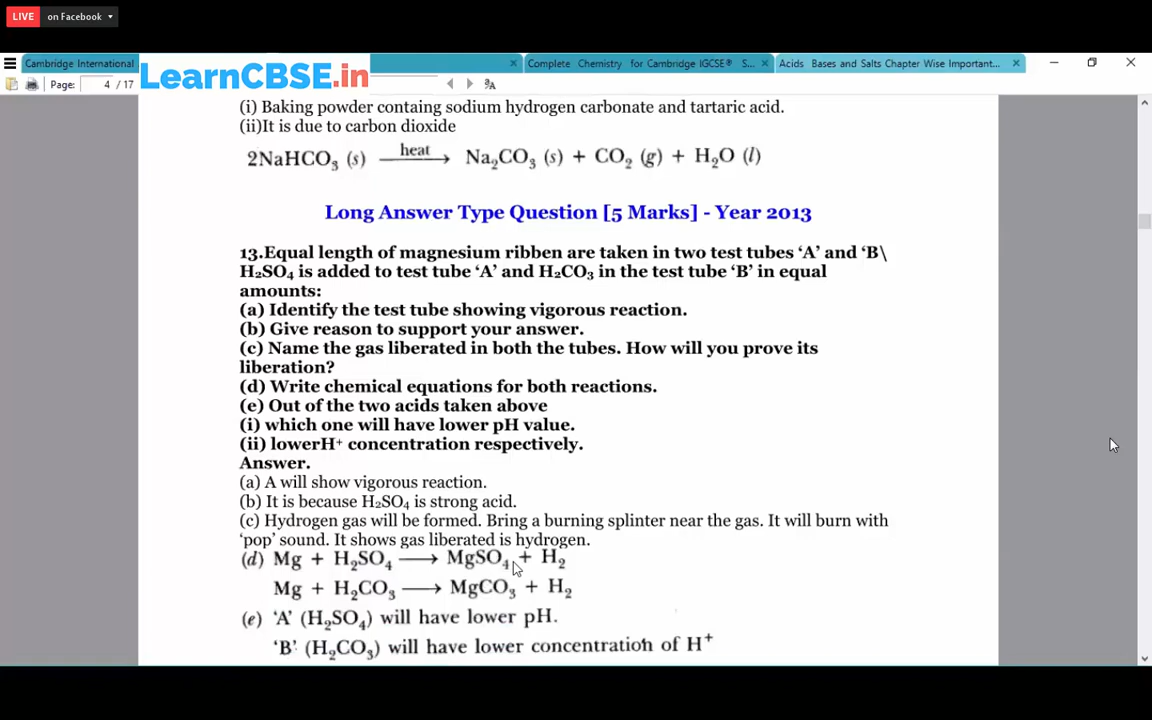 LIVE on Facebook
Cambridge International
Complete Chemistry for Cambridge IGCSE® S...
Acids Bases and Salts Chapter Wise Important...
LearnCBSE.in
Page: 4 / 17
(i) Baking powder containg sodium hydrogen carbonate and tartaric acid.
(ii)It is due to carbon dioxide
2NaHCO₃ (s) —heat→ Na₂CO₃ (s) + CO₂ (g) + H₂O (l)
Long Answer Type Question [5 Marks] - Year 2013
13.Equal length of magnesium ribben are taken in two test tubes ‘A’ and ‘B\
H₂SO₄ is added to test tube ‘A’ and H₂CO₃ in the test tube ‘B’ in equal
amounts:
(a) Identify the test tube showing vigorous reaction.
(b) Give reason to support your answer.
(c) Name the gas liberated in both the tubes. How will you prove its
liberation?
(d) Write chemical equations for both reactions.
(e) Out of the two acids taken above
(i) which one will have lower pH value.
(ii) lowerH⁺ concentration respectively.
Answer.
(a) A will show vigorous reaction.
(b) It is because H₂SO₄ is strong acid.
(c) Hydrogen gas will be formed. Bring a burning splinter near the gas. It will burn with
‘pop’ sound. It shows gas liberated is hydrogen.
(d) Mg + H₂SO₄ ⟶ MgSO₄ + H₂
Mg + H₂CO₃ ⟶ MgCO₃ + H₂
(e) ‘A’ (H₂SO₄) will have lower pH.
‘B’ (H₂CO₃) will have lower concentration of H⁺